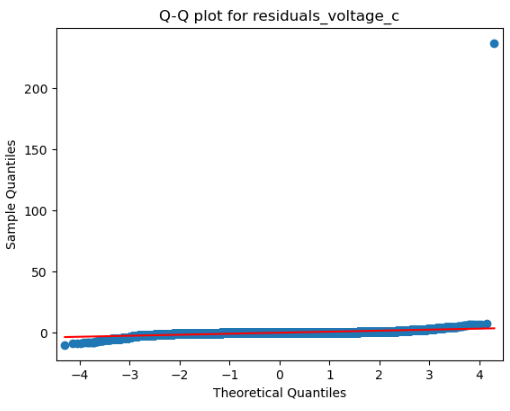 Q-Q plot for residuals_voltage_c
Sample Quantiles
200
150
100
50
0
−4 −3 −2 −1 0 1 2 3 4
Theoretical Quantiles